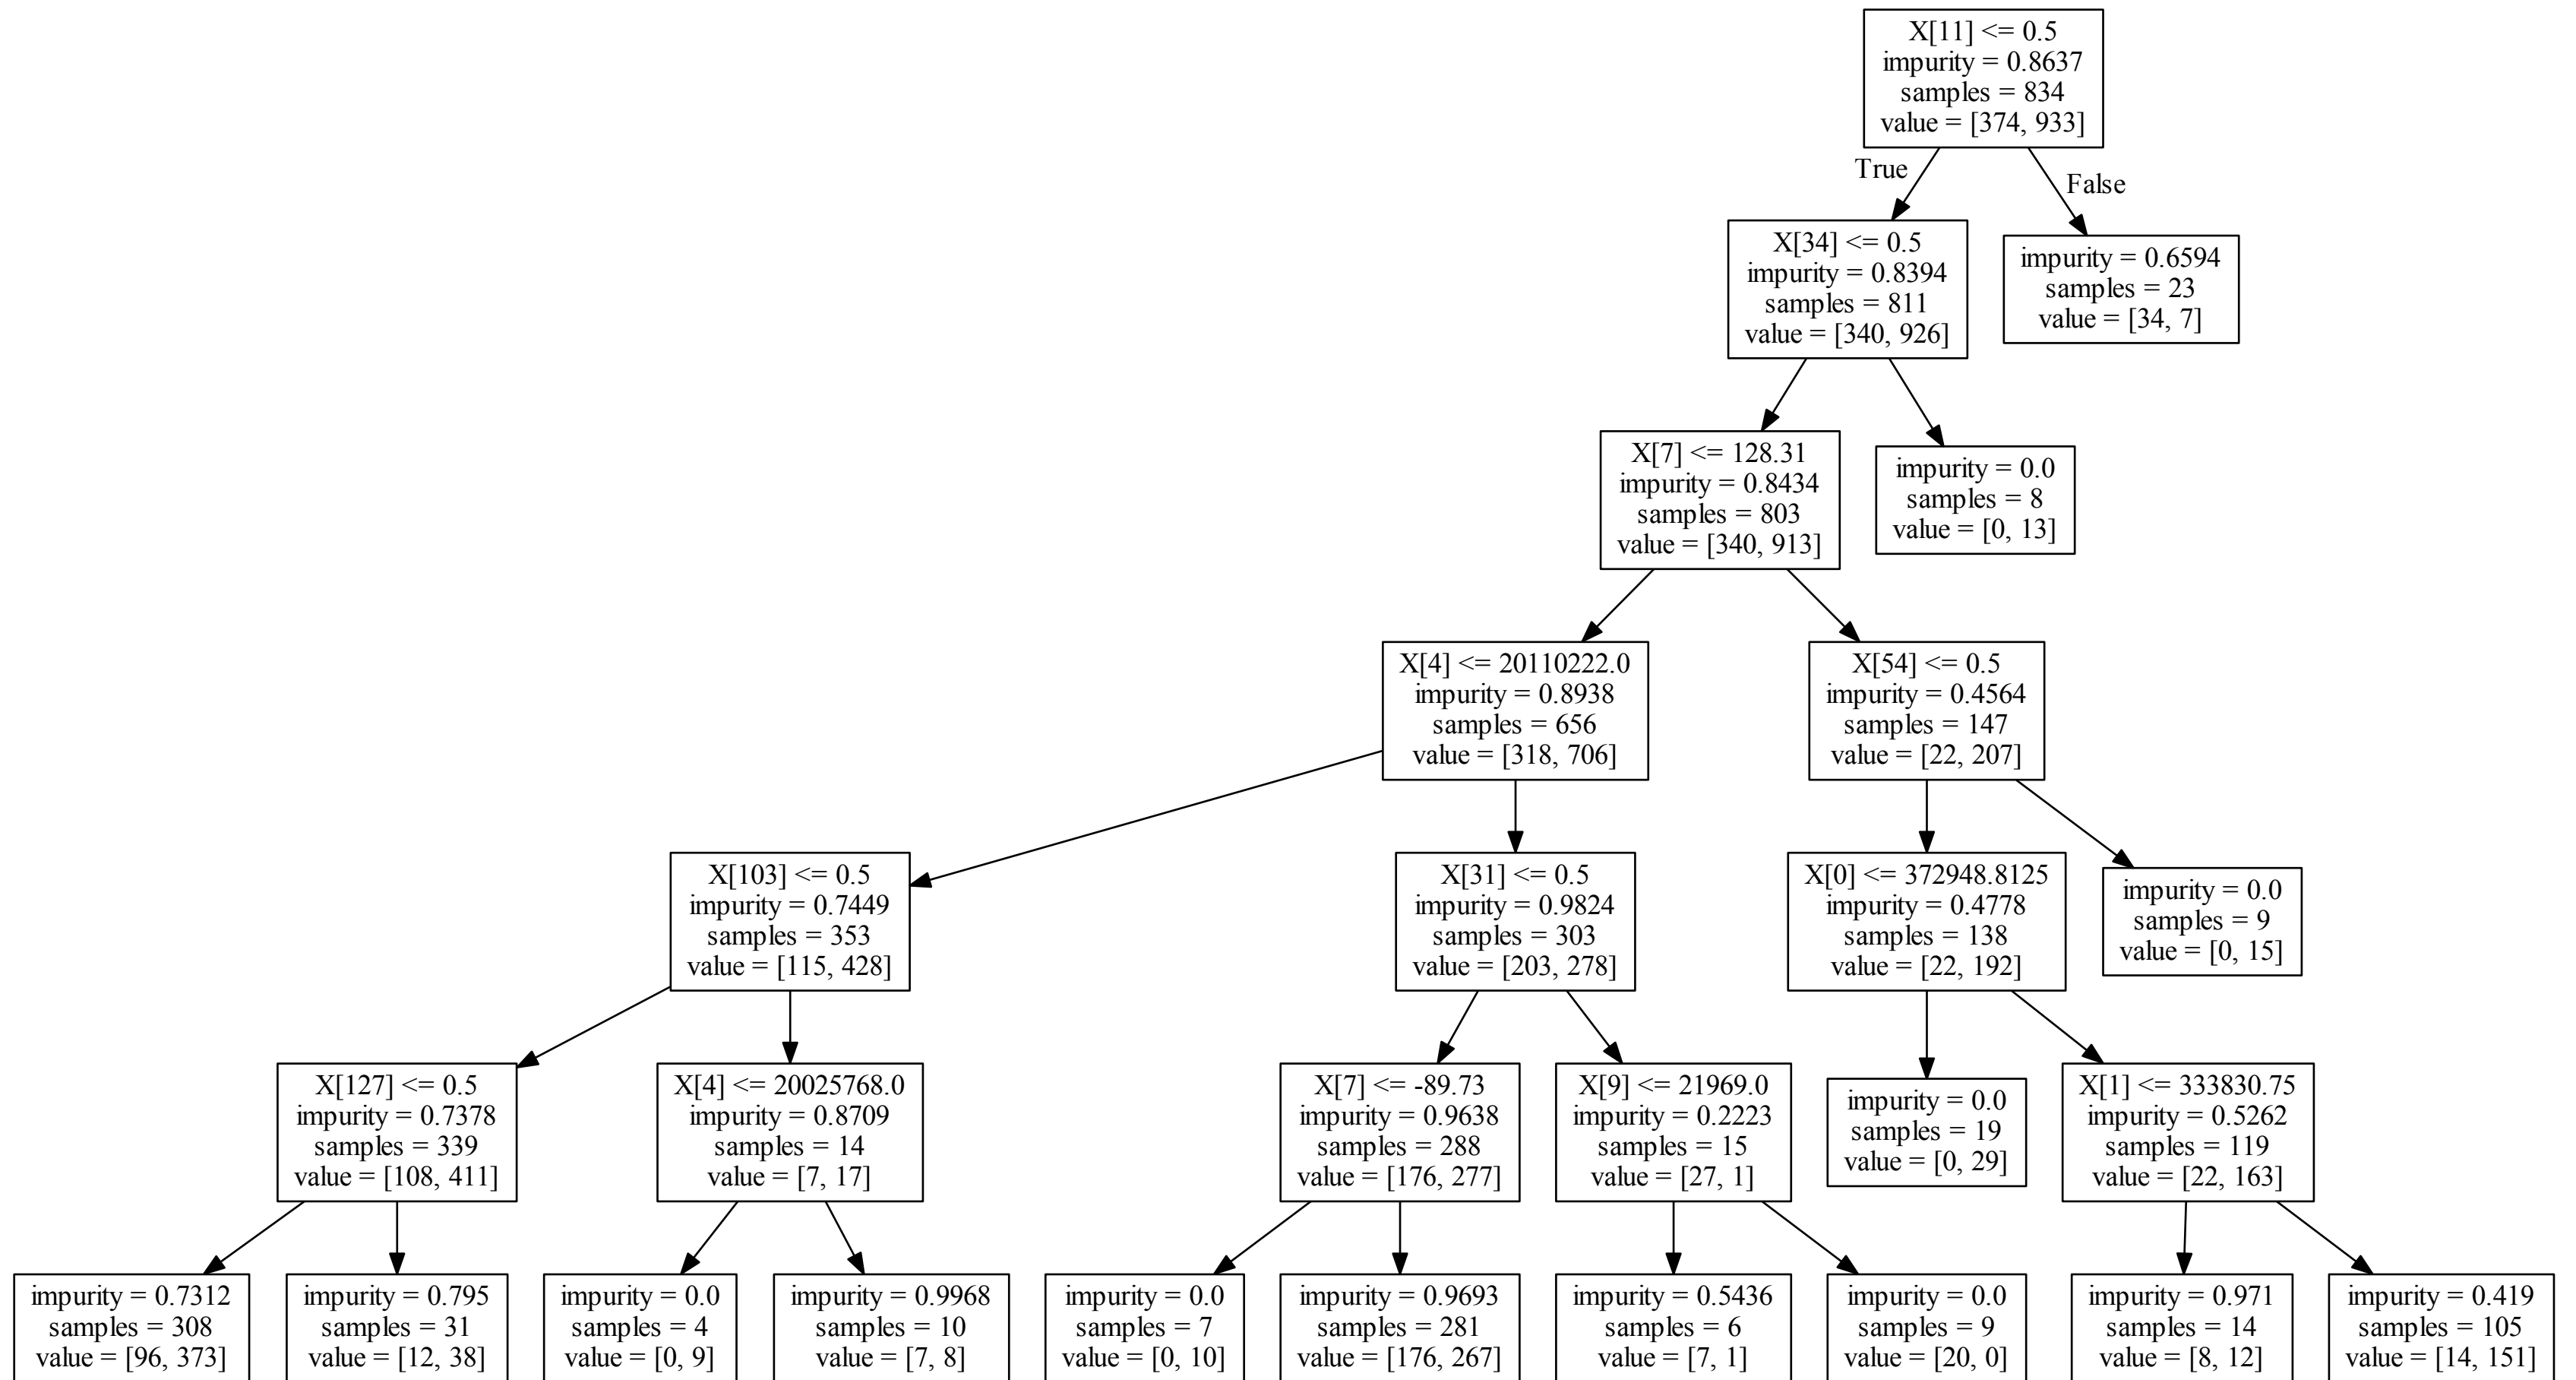 X[11] <= 0.5
impurity = 0.8637
samples = 834
value = [374, 933]
True
False
X[34] <= 0.5
impurity = 0.8394
samples = 811
value = [340, 926]
impurity = 0.6594
samples = 23
value = [34, 7]
X[7] <= 128.31
impurity = 0.8434
samples = 803
value = [340, 913]
impurity = 0.0
samples = 8
value = [0, 13]
X[4] <= 20110222.0
impurity = 0.8938
samples = 656
value = [318, 706]
X[54] <= 0.5
impurity = 0.4564
samples = 147
value = [22, 207]
X[103] <= 0.5
impurity = 0.7449
samples = 353
value = [115, 428]
X[31] <= 0.5
impurity = 0.9824
samples = 303
value = [203, 278]
X[0] <= 372948.8125
impurity = 0.4778
samples = 138
value = [22, 192]
impurity = 0.0
samples = 9
value = [0, 15]
X[127] <= 0.5
impurity = 0.7378
samples = 339
value = [108, 411]
X[4] <= 20025768.0
impurity = 0.8709
samples = 14
value = [7, 17]
X[7] <= -89.73
impurity = 0.9638
samples = 288
value = [176, 277]
X[9] <= 21969.0
impurity = 0.2223
samples = 15
value = [27, 1]
impurity = 0.0
samples = 19
value = [0, 29]
X[1] <= 333830.75
impurity = 0.5262
samples = 119
value = [22, 163]
impurity = 0.7312
samples = 308
value = [96, 373]
impurity = 0.795
samples = 31
value = [12, 38]
impurity = 0.0
samples = 4
value = [0, 9]
impurity = 0.9968
samples = 10
value = [7, 8]
impurity = 0.0
samples = 7
value = [0, 10]
impurity = 0.9693
samples = 281
value = [176, 267]
impurity = 0.5436
samples = 6
value = [7, 1]
impurity = 0.0
samples = 9
value = [20, 0]
impurity = 0.971
samples = 14
value = [8, 12]
impurity = 0.419
samples = 105
value = [14, 151]